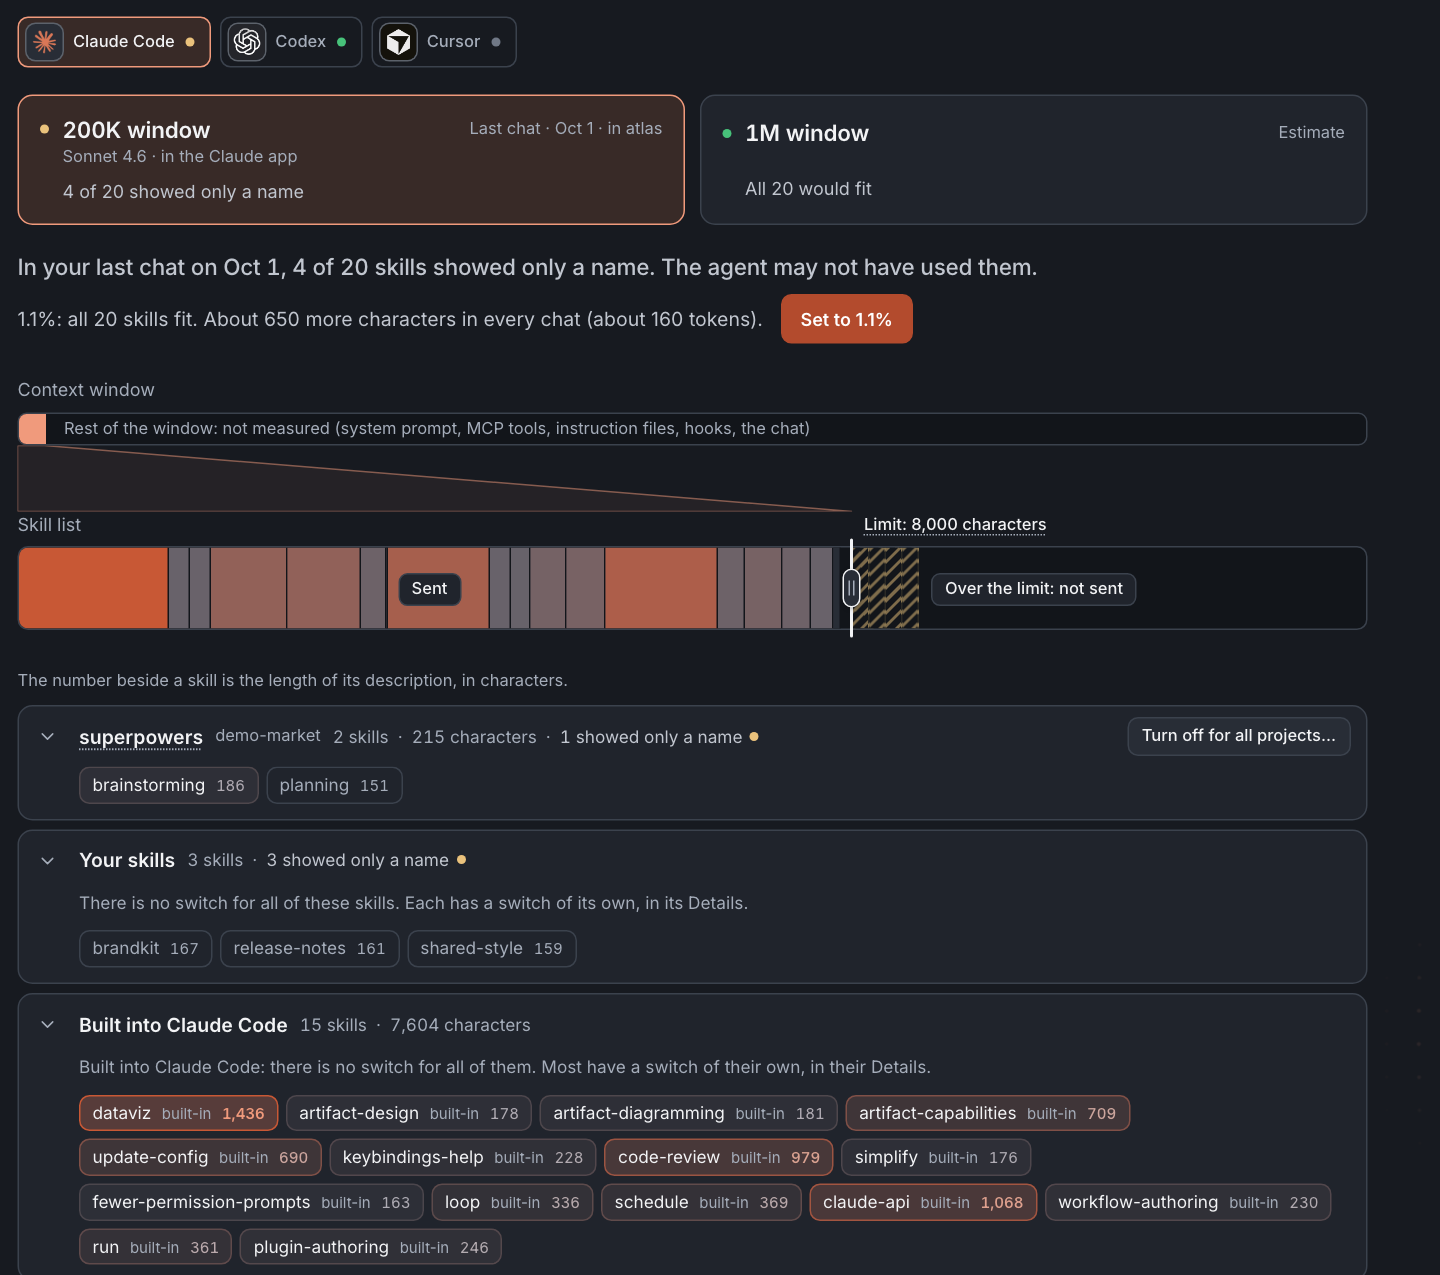 Claude Code
Codex
Cursor
200K window
Last chat · Oct 1 · in atlas
Sonnet 4.6 · in the Claude app
4 of 20 showed only a name
1M window
Estimate
All 20 would fit
In your last chat on Oct 1, 4 of 20 skills showed only a name. The agent may not have used them.
1.1%: all 20 skills fit. About 650 more characters in every chat (about 160 tokens).
Set to 1.1%
Context window
Rest of the window: not measured (system prompt, MCP tools, instruction files, hooks, the chat)
Skill list
Limit: 8,000 characters
Sent
Over the limit: not sent
The number beside a skill is the length of its description, in characters.
superpowers demo-market 2 skills · 215 characters · 1 showed only a name
Turn off for all projects...
brainstorming 186
planning 151
Your skills 3 skills · 3 showed only a name
There is no switch for all of these skills. Each has a switch of its own, in its Details.
brandkit 167
release-notes 161
shared-style 159
Built into Claude Code 15 skills · 7,604 characters
Built into Claude Code: there is no switch for all of them. Most have a switch of their own, in their Details.
dataviz built-in 1,436
artifact-design built-in 178
artifact-diagramming built-in 181
artifact-capabilities built-in 709
update-config built-in 690
keybindings-help built-in 228
code-review built-in 979
simplify built-in 176
fewer-permission-prompts built-in 163
loop built-in 336
schedule built-in 369
claude-api built-in 1,068
workflow-authoring built-in 230
run built-in 361
plugin-authoring built-in 246